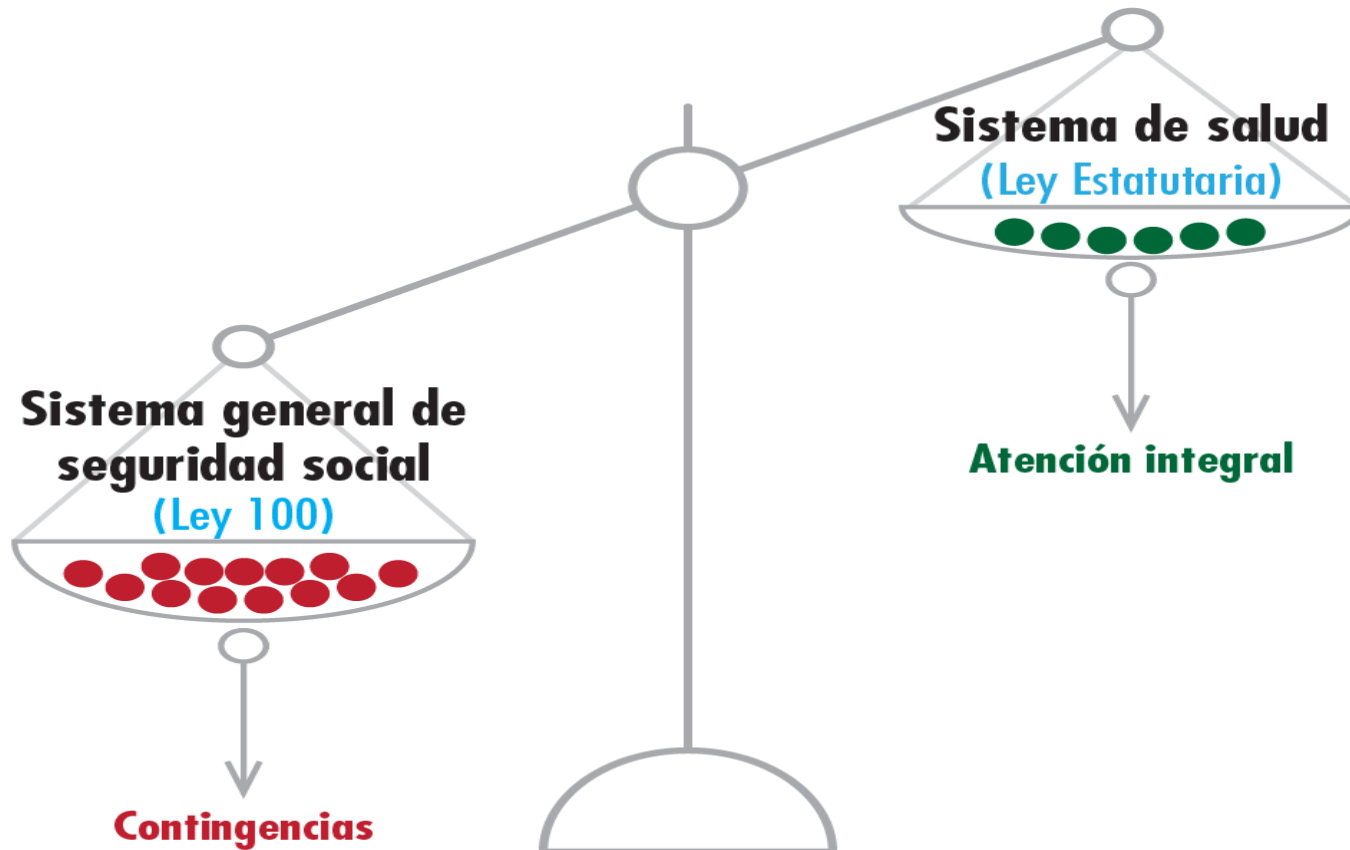 Sistema general de
seguridad social
(Ley 100)
Contingencias
Sistema de salud
(Ley Estatutaria)
Atención integral